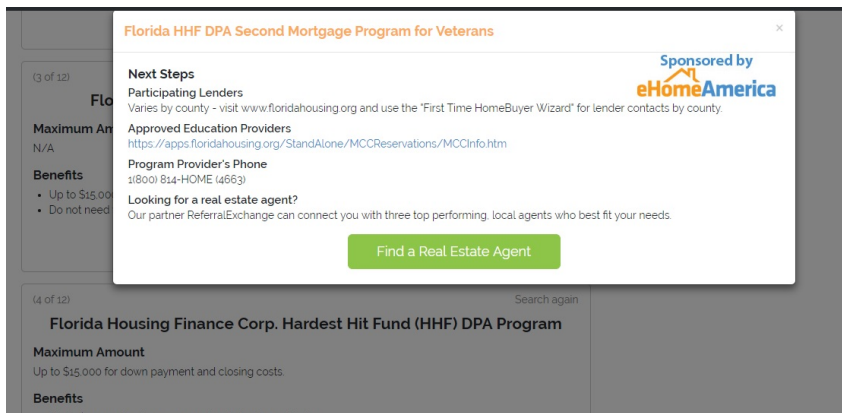 Florida HHF DPA Second Mortgage Program for Veterans
×
Sponsored by
eHomeAmerica
Next Steps
Participating Lenders
Varies by county - visit www.floridahousing.org and use the "First Time HomeBuyer Wizard" for lender contacts by county.
Approved Education Providers
https://apps.floridahousing.org/StandAlone/MCCReservations/MCCInfo.htm
Program Provider's Phone
1(800) 814-HOME (4663)
Looking for a real estate agent?
Our partner ReferralExchange can connect you with three top performing, local agents who best fit your needs.
Find a Real Estate Agent
(3 of 12)
Flo
Maximum Am
N/A
Benefits
• Up to $15,00
• Do not need
(4 of 12)
Search again
Florida Housing Finance Corp. Hardest Hit Fund (HHF) DPA Program
Maximum Amount
Up to $15,000 for down payment and closing costs.
Benefits